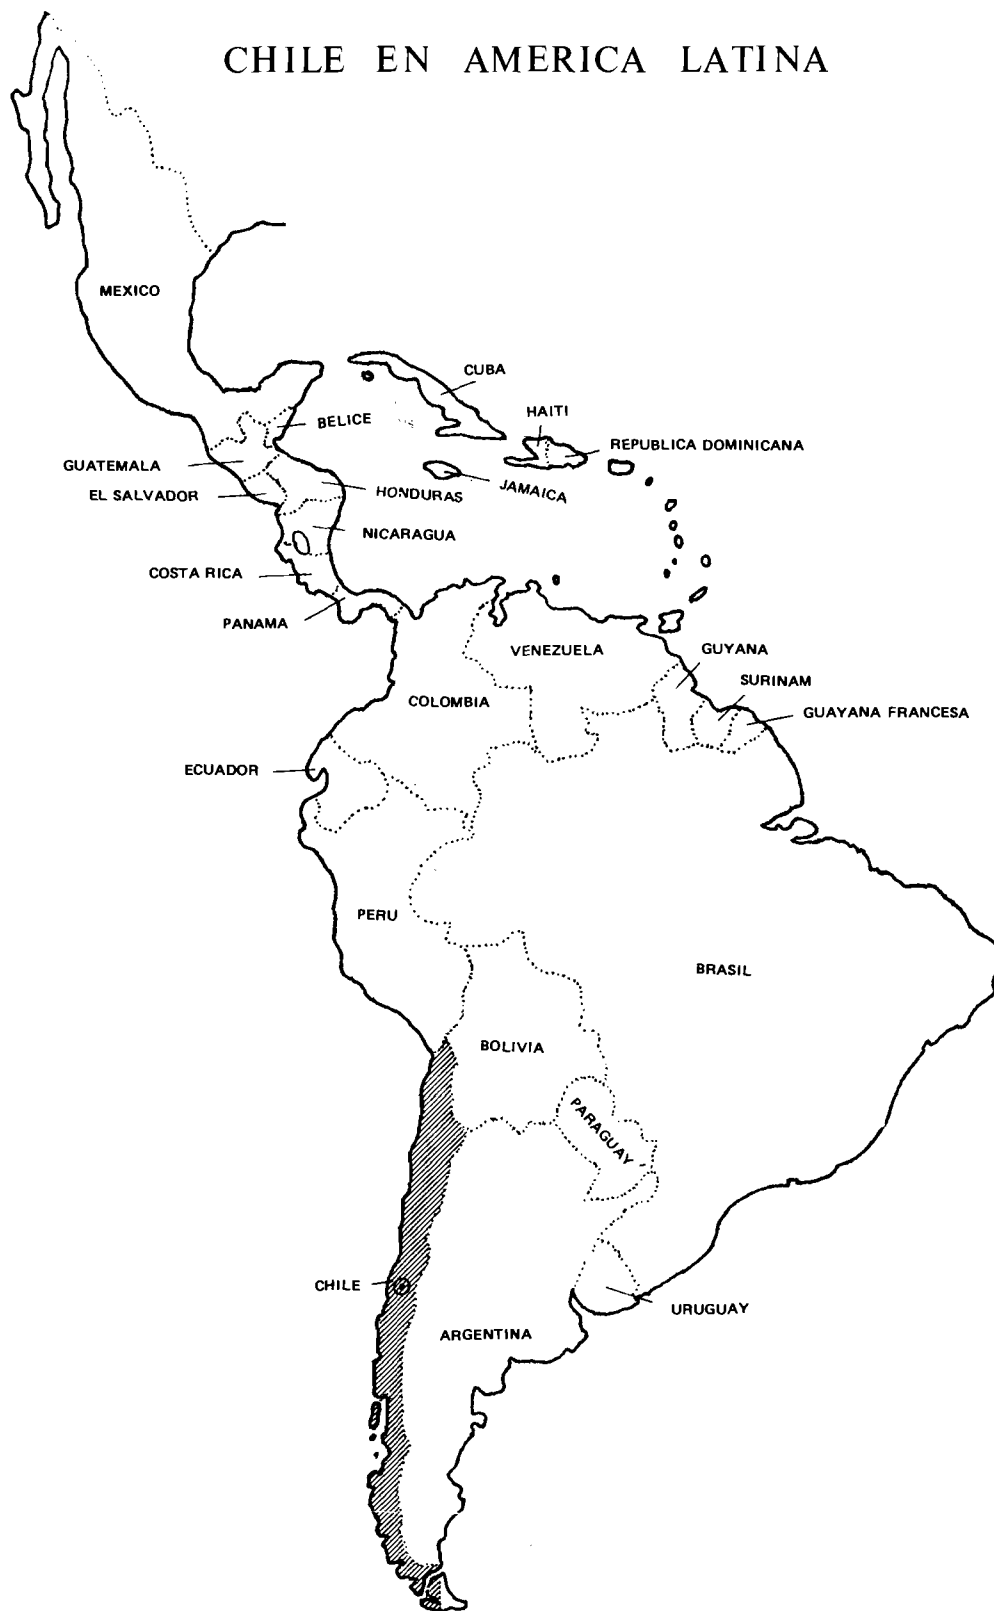 CHILE EN AMERICA LATINA
MEXICO
CUBA
HAITI
BELICE
REPUBLICA DOMINICANA
GUATEMALA
JAMAICA
EL SALVADOR
HONDURAS
NICARAGUA
COSTA RICA
PANAMA
VENEZUELA
GUYANA
SURINAM
COLOMBIA
GUAYANA FRANCESA
ECUADOR
PERU
BRASIL
BOLIVIA
PARAGUAY
CHILE
URUGUAY
ARGENTINA